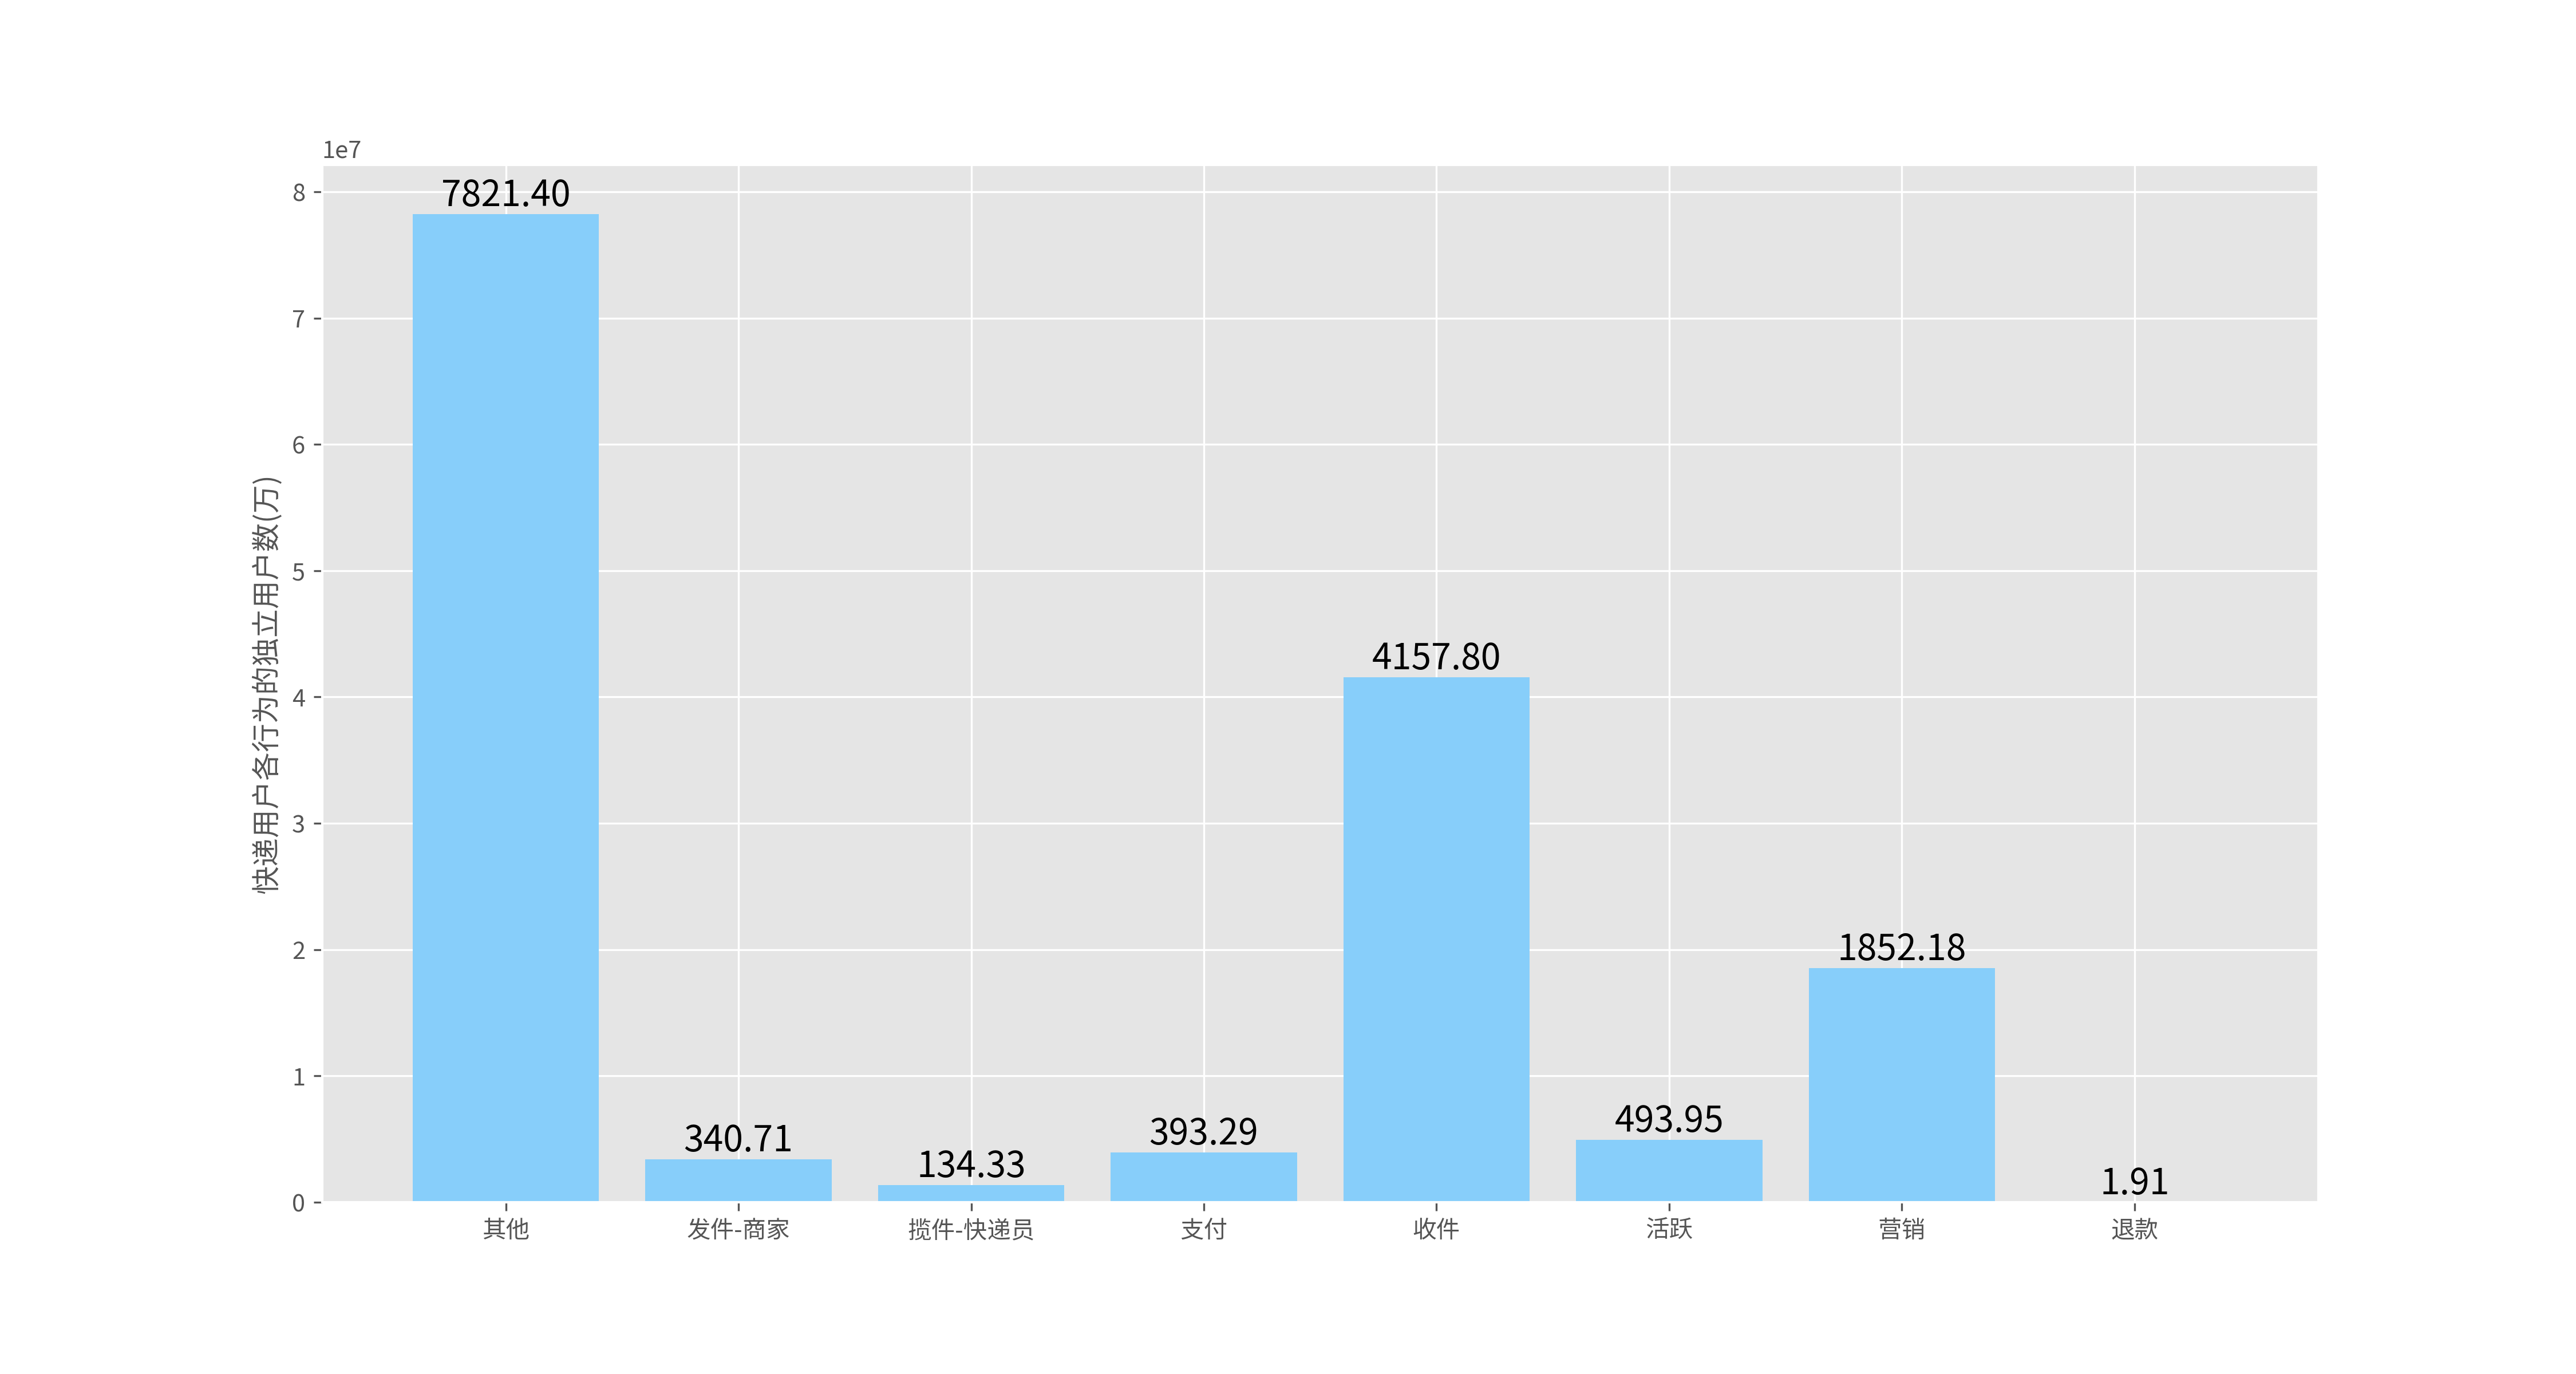 1e7
8
7
6
5
4
3
2
1
0
快递用户各行为的独立用户数(万)
7821.40
340.71
134.33
393.29
4157.80
493.95
1852.18
1.91
其他
发件-商家
揽件-快递员
支付
收件
活跃
营销
退款